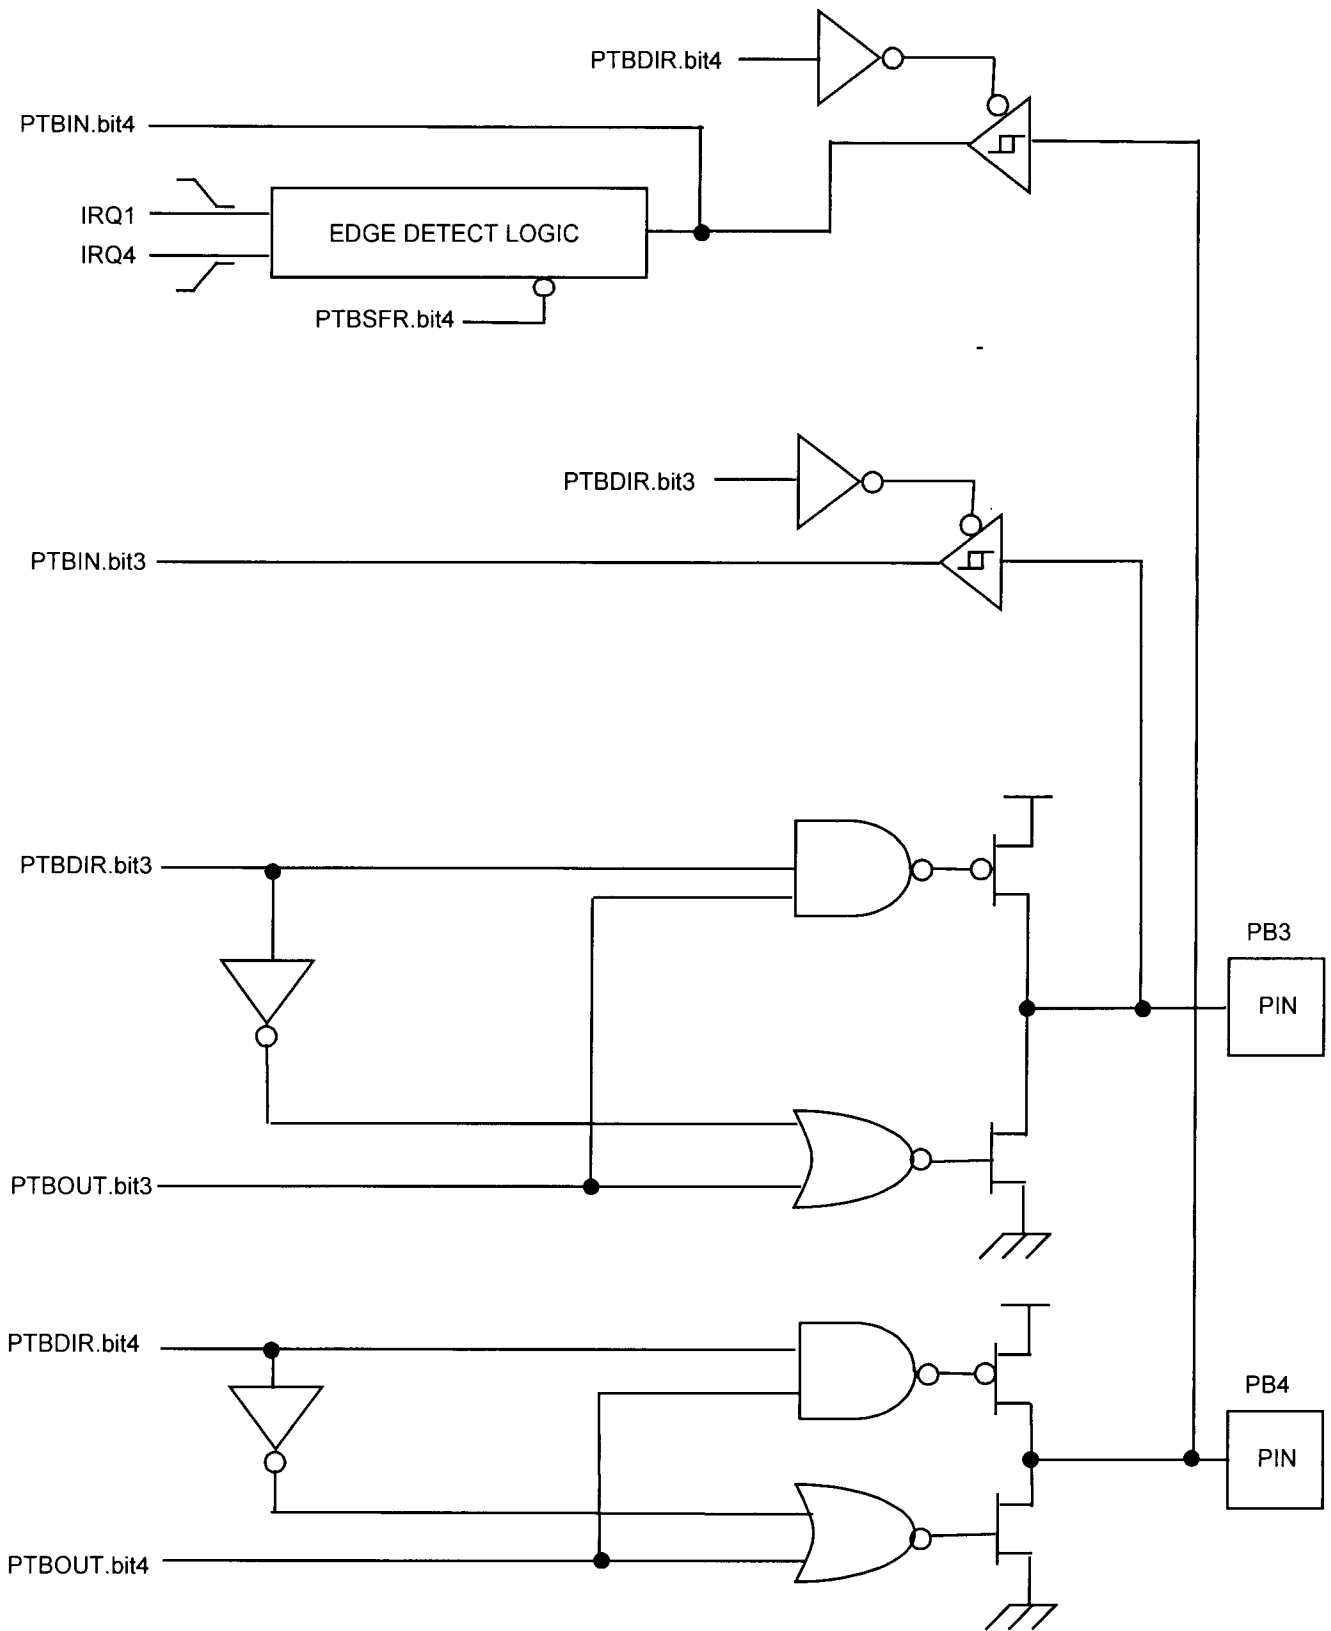 PTBDIR.bit4
PTBIN.bit4
IRQ1
EDGE DETECT LOGIC
IRQ4
PTBSFR.bit4
PTBDIR.bit3
PTBIN.bit3
PTBDIR.bit3
PB3
PIN
PTBOUT.bit3
PTBDIR.bit4
PB4
PIN
PTBOUT.bit4